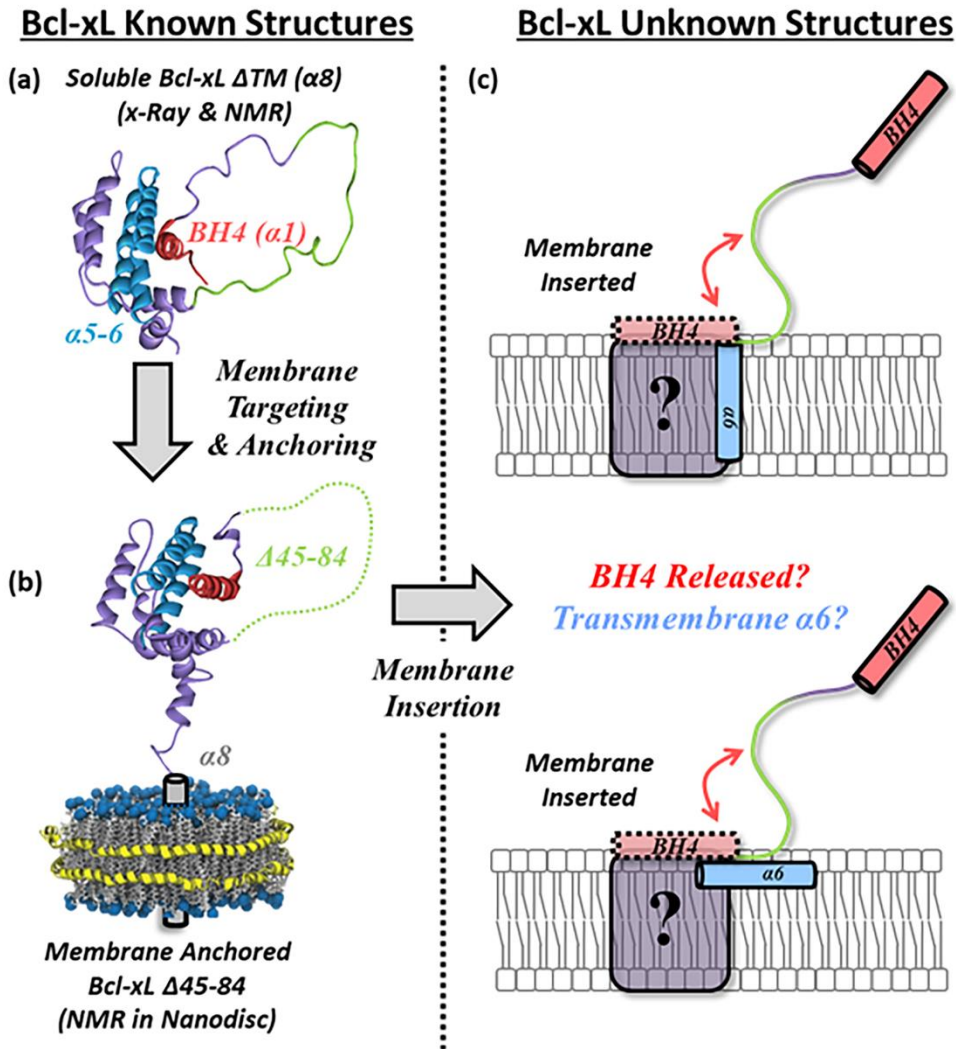 Bcl-xL Known Structures
(a)
Soluble Bcl-xL ΔTM (α8)
(x-Ray & NMR)
BH4 (α1)
α5-6
Membrane
Targeting
& Anchoring
(b)
Δ45-84
α8
Membrane Anchored
Bcl-xL Δ45-84
(NMR in Nanodisc)
Membrane
Insertion
Bcl-xL Unknown Structures
(c)
BH4
Membrane
Inserted
BH4
?
α6
BH4 Released?
Transmembrane α6?
BH4
Membrane
Inserted
BH4
α6
?